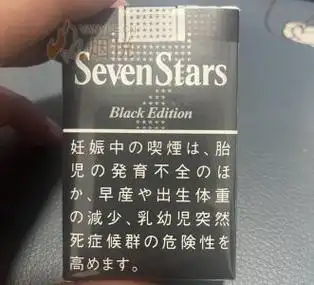 Seven Stars
Black Edition
妊娠中の喫煙は、胎
児の発育不全のほ
か、早産や出生体重
の減少、乳幼児突然
死症候群の危険性を
高めます。